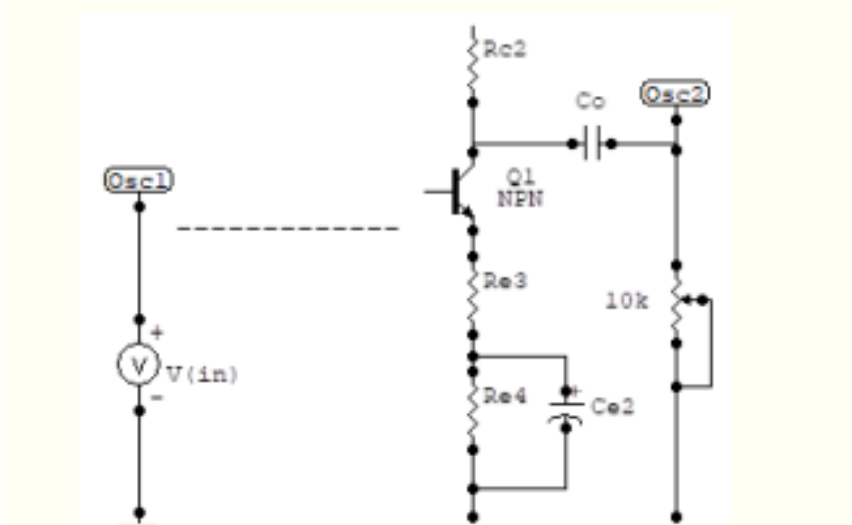 Rc2
Co
Osc2
Osc1
Q1
NPN
Re3
10k
+
V
V(in)
-
Re4
+
Ce2